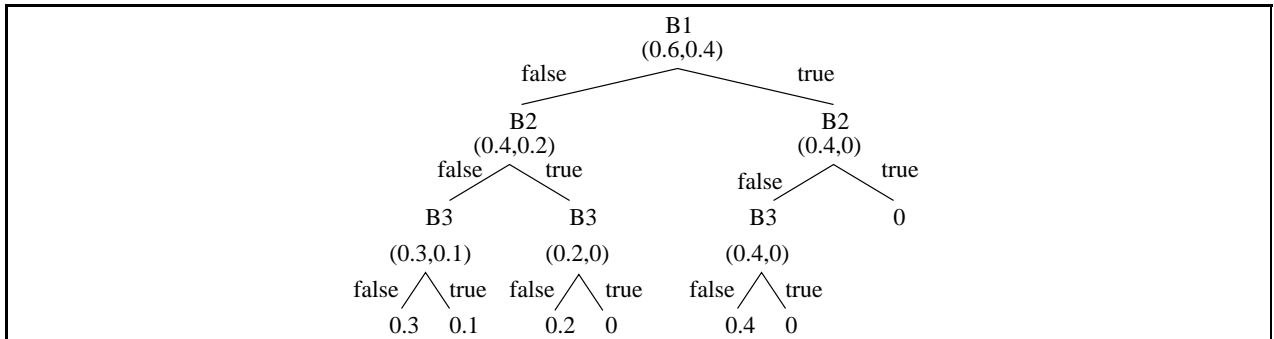 B1
(0.6,0.4)
false true
B2 B2
(0.4,0.2) (0.4,0)
false true false true
B3 B3 B3 0
(0.3,0.1) (0.2,0) (0.4,0)
false true false true false true
0.3 0.1 0.2 0 0.4 0